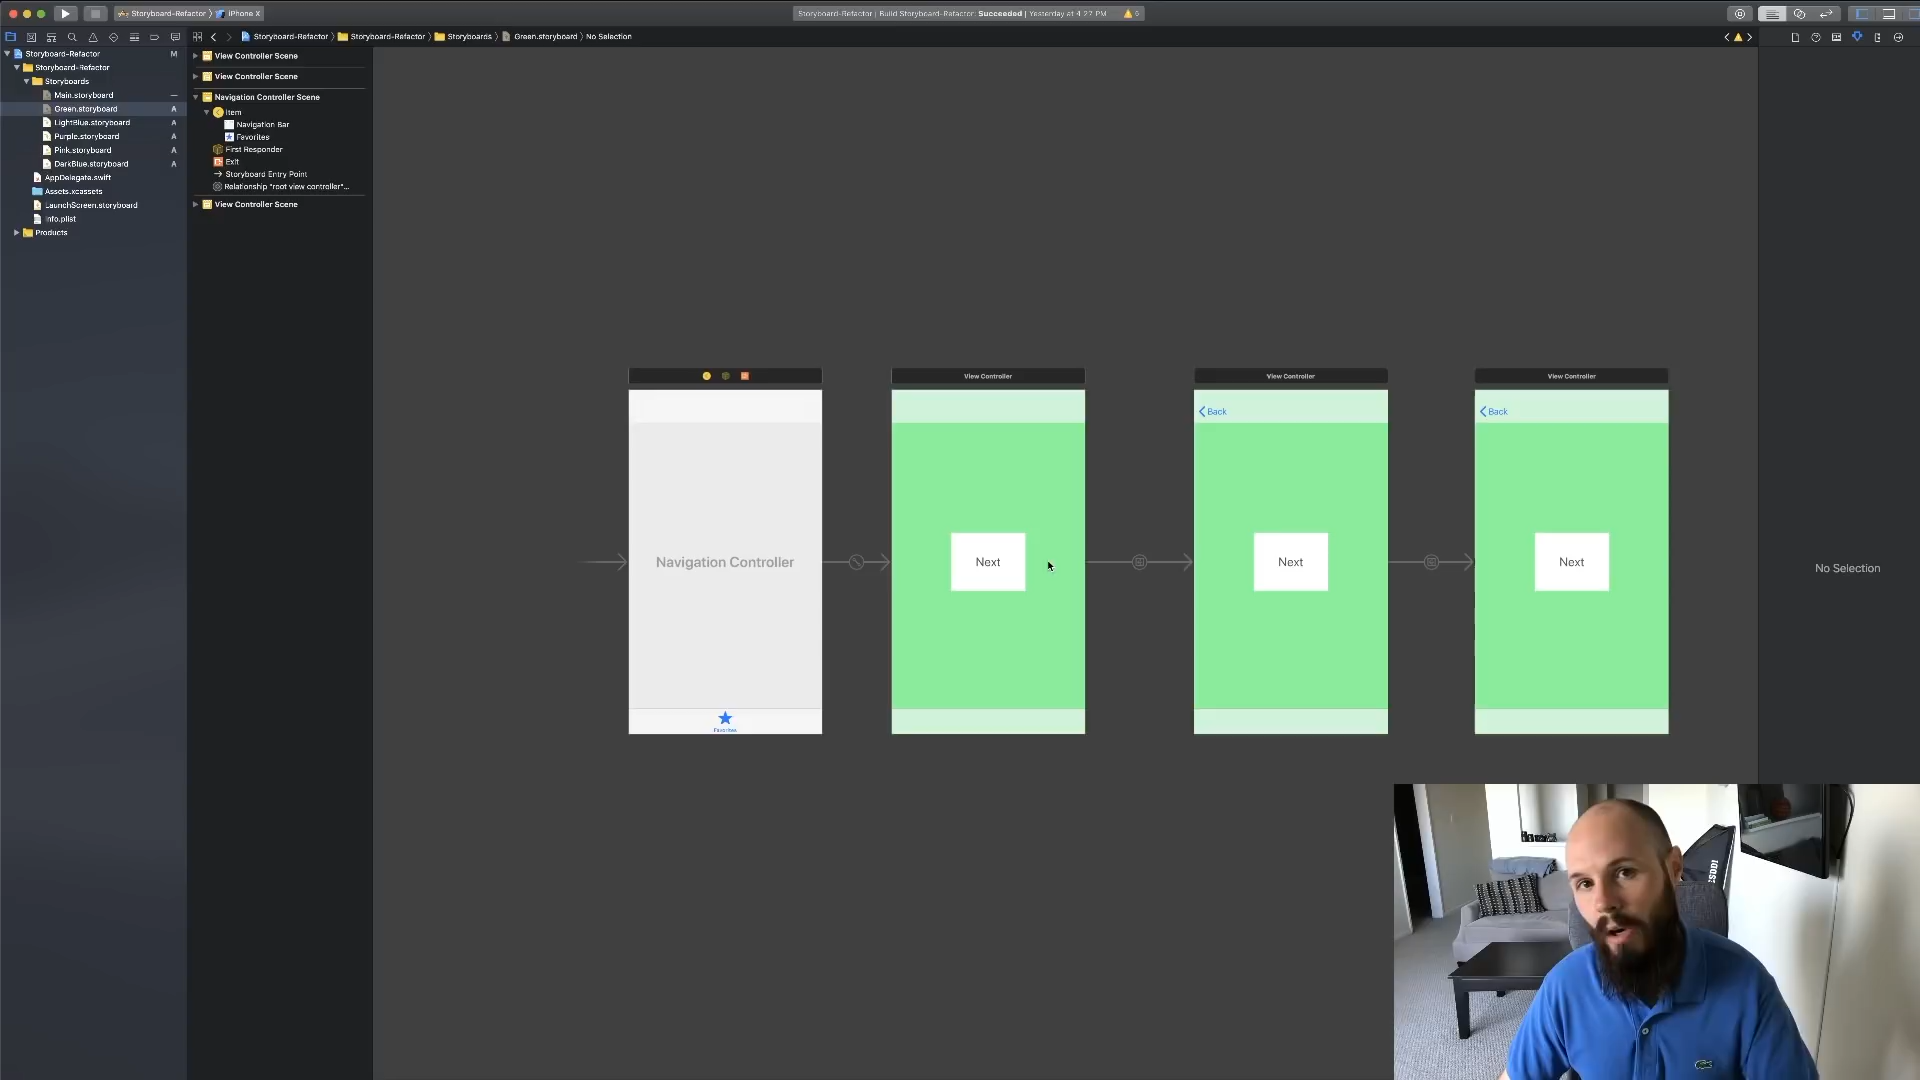 Storyboard-Refactor
iPhone X
Storyboard-Refactor | Build Storyboard-Refactor: Succeeded | Yesterday at 4:27 PM
Storyboard-Refactor
Storyboard-Refactor
Storyboards
Green.storyboard
No Selection
Storyboard-Refactor M
Storyboard-Refactor
Storyboards
Main.storyboard
Green.storyboard A
LightBlue.storyboard A
Purple.storyboard A
Pink.storyboard A
DarkBlue.storyboard A
AppDelegate.swift
Assets.xcassets
LaunchScreen.storyboard
Info.plist
Products
View Controller Scene
View Controller Scene
Navigation Controller Scene
Item
Navigation Bar
Favorites
First Responder
Exit
Storyboard Entry Point
Relationship "root view controller"...
View Controller Scene
Navigation Controller
Favorites
View Controller
Next
View Controller
Back
Next
View Controller
Back
Next
No Selection